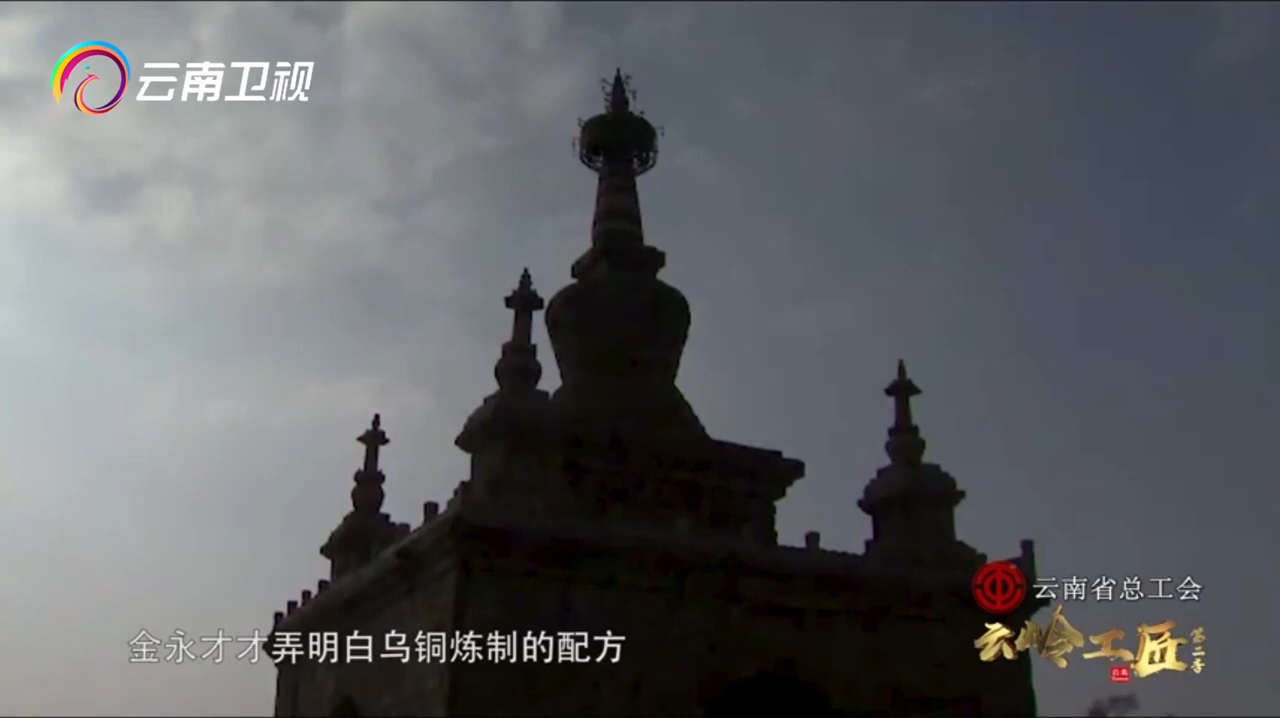 云南卫视
云南省总工会
云岭工匠
第二季
金永才才弄明白乌铜炼制的配方